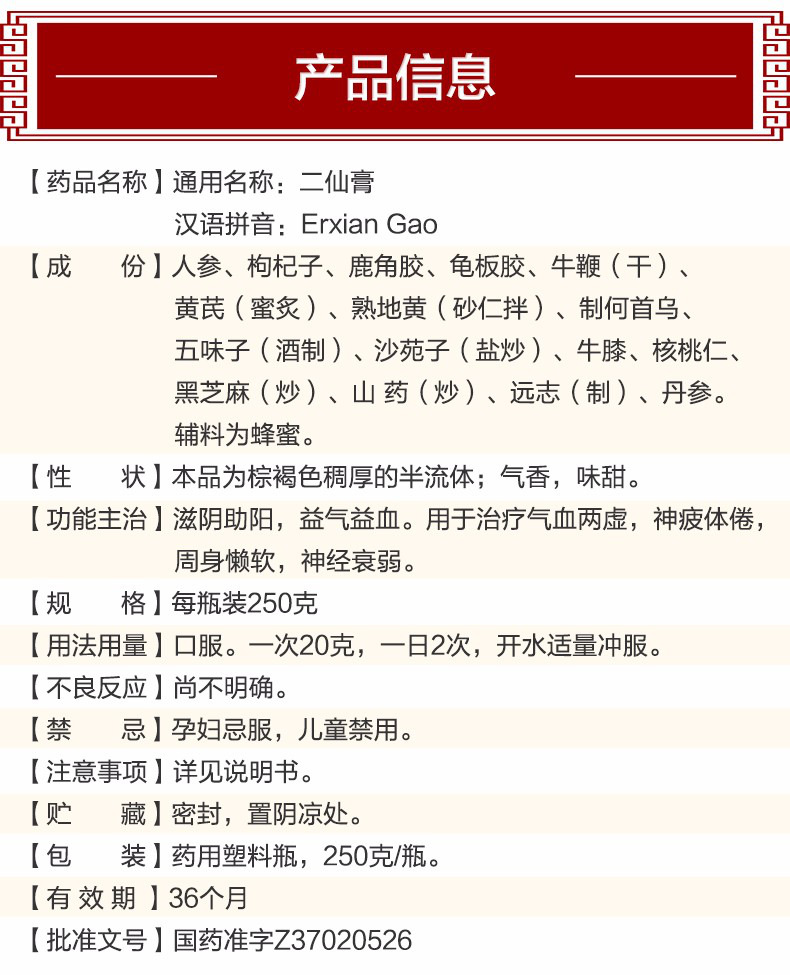 产品信息
【药品名称】通用名称：二仙膏
汉语拼音：Erxian Gao
【成份】人参、枸杞子、鹿角胶、龟板胶、牛鞭（干）、
黄芪（蜜炙）、熟地黄（砂仁拌）、制何首乌、
五味子（酒制）、沙苑子（盐炒）、牛膝、核桃仁、
黑芝麻（炒）、山 药（炒）、远志（制）、丹参。
辅料为蜂蜜。
【性状】本品为棕褐色稠厚的半流体；气香，味甜。
【功能主治】滋阴助阳，益气益血。用于治疗气血两虚，神疲体倦，
周身懒软，神经衰弱。
【规格】每瓶装250克
【用法用量】口服。一次20克，一日2次，开水适量冲服。
【不良反应】尚不明确。
【禁忌】孕妇忌服，儿童禁用。
【注意事项】详见说明书。
【贮藏】密封，置阴凉处。
【包装】药用塑料瓶，250克/瓶。
【有效期】36个月
【批准文号】国药准字Z37020526